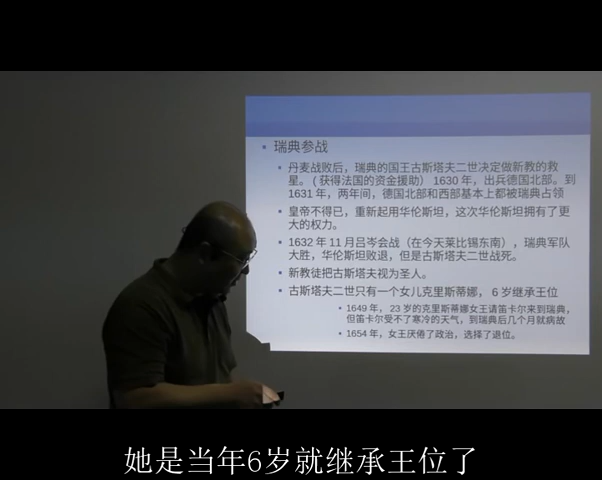 瑞典参战
丹麦战败后，瑞典的国王古斯塔夫二世决定做新教的救
星。（获得法国的资金援助）1630 年，出兵德国北部。到
1631 年，两年间，德国北部和西部基本上都被瑞典占领
皇帝不得已，重新起用华伦斯坦，这次华伦斯坦拥有了更
大的权力。
1632 年 11 月吕岑会战（在今天莱比锡东南），瑞典军队
大胜，华伦斯坦败退，但是古斯塔夫二世战死。
新教徒把古斯塔夫视为圣人。
古斯塔夫二世只有一个女儿克里斯蒂娜， 6 岁继承王位
1649 年， 23 岁的克里斯蒂娜女王请笛卡尔来到瑞典，
但笛卡尔受不了寒冷的天气，到瑞典后几个月就病故
1654 年，女王厌倦了政治，选择了退位。
她是当年6岁就继承王位了